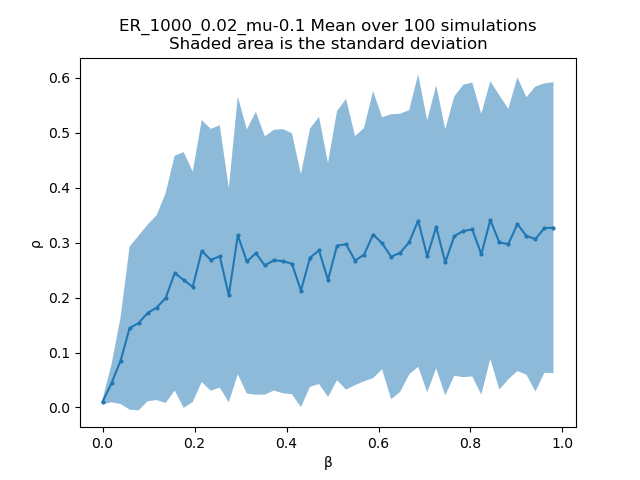 ER_1000_0.02_mu-0.1 Mean over 100 simulations
Shaded area is the standard deviation
0.6
0.5
0.4
ρ
0.3
0.2
0.1
0.0
0.0 0.2 0.4 0.6 0.8 1.0
β